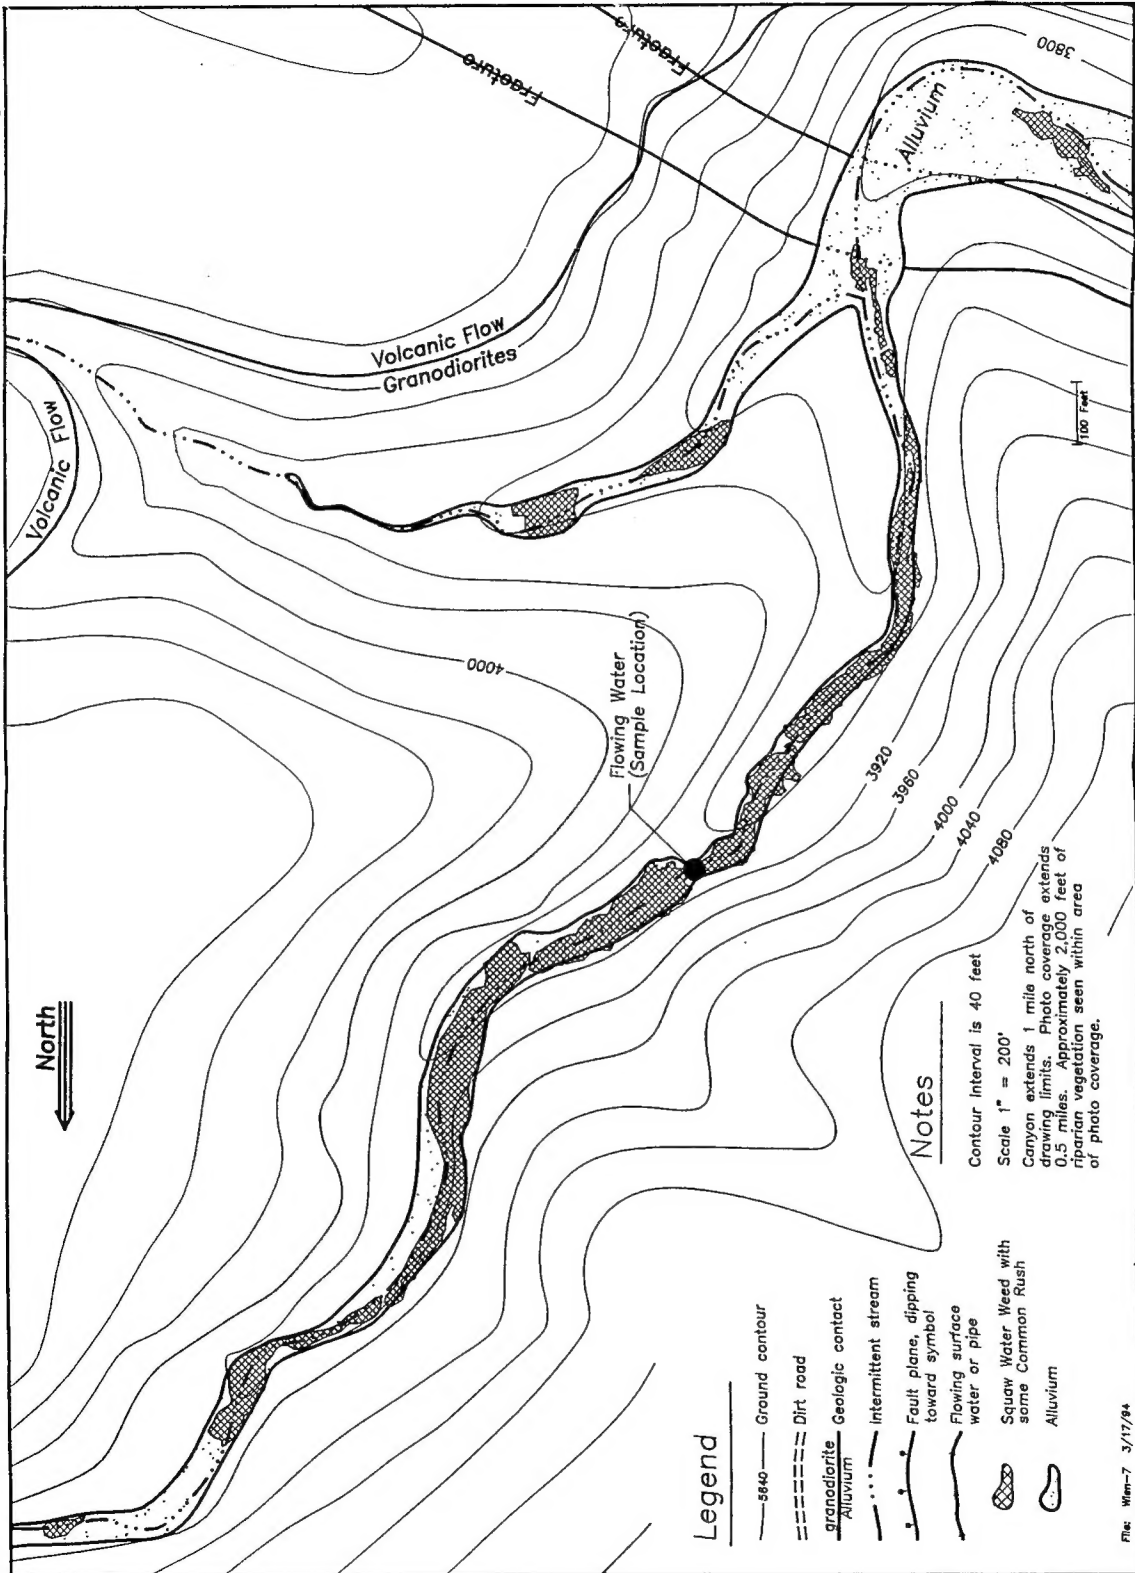 North
Volcanic Flow
Volcanic Flow
Granodiorites
Fracture
Fracture
Alluvium
3800
4000
Flowing Water
(Sample Location)
3920
3960
4000
4040
4080
100 Feet
Notes
Contour Interval is 40 feet
Scale 1" = 200'
Canyon extends 1 mile north of
drawing limits. Photo coverage extends
0.5 miles. Approximately 2,000 feet of
riparian vegetation seen within area
of photo coverage.
Legend
5640 Ground contour
Dirt road
granodiorite
Alluvium
Geologic contact
Intermittent stream
Fault plane, dipping
toward symbol
Flowing surface
water or pipe
Squaw Water Weed with
some Common Rush
Alluvium
File: Wien-7 3/17/94